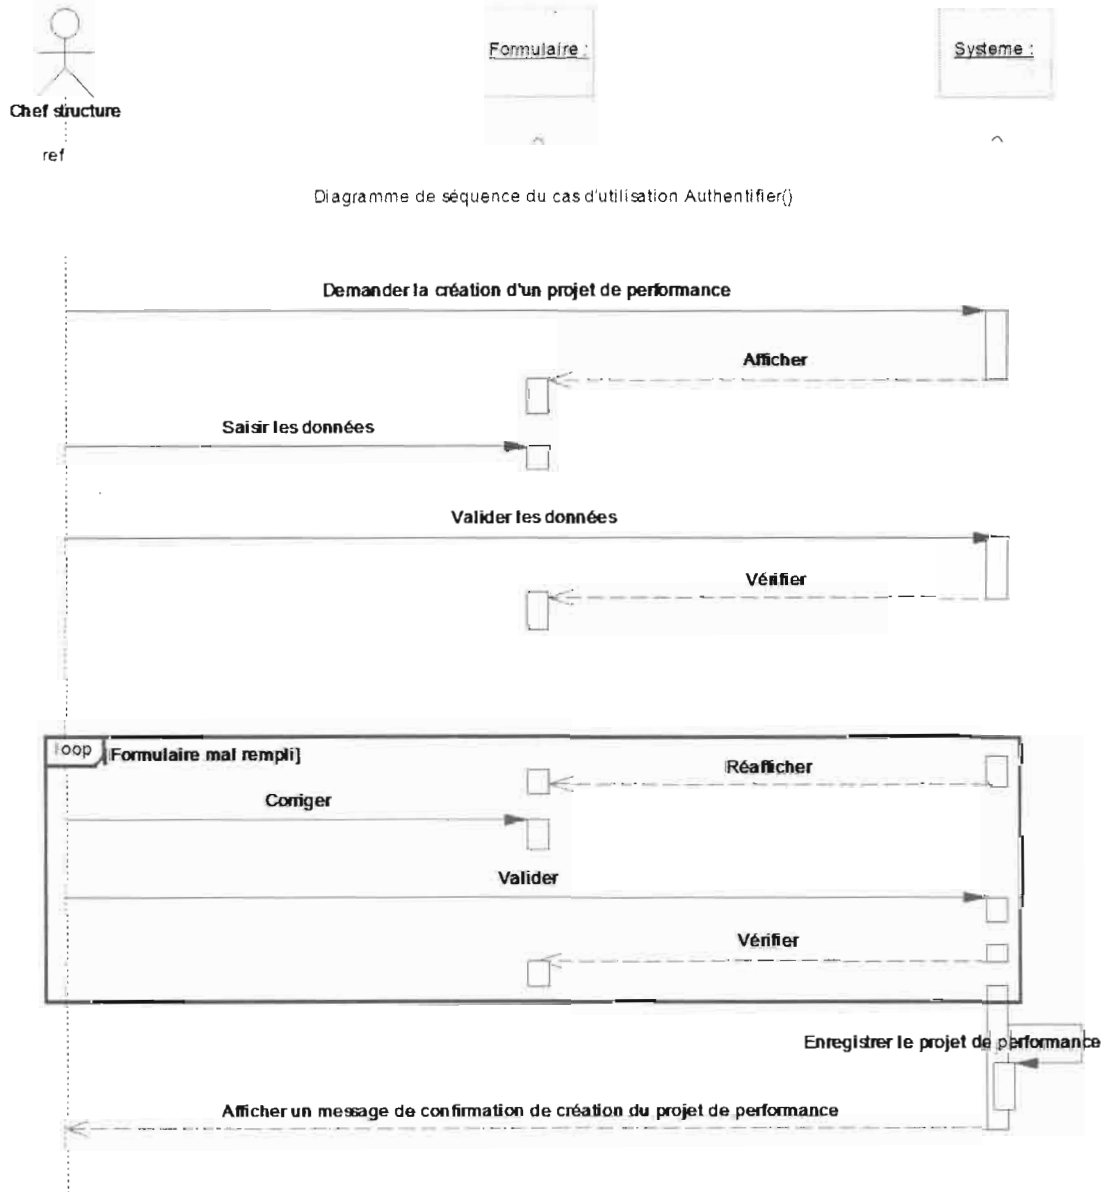 Formulaire :
Systeme :
Chef structure
ref
Diagramme de séquence du cas d'utilisation Authentifier()
Demander la création d'un projet de performance
Afficher
Saisir les données
Valider les données
Vérifier
loop
[Formulaire mal rempli]
Réafficher
Corriger
Valider
Vérifier
Enregistrer le projet de performance
Afficher un message de confirmation de création du projet de performance